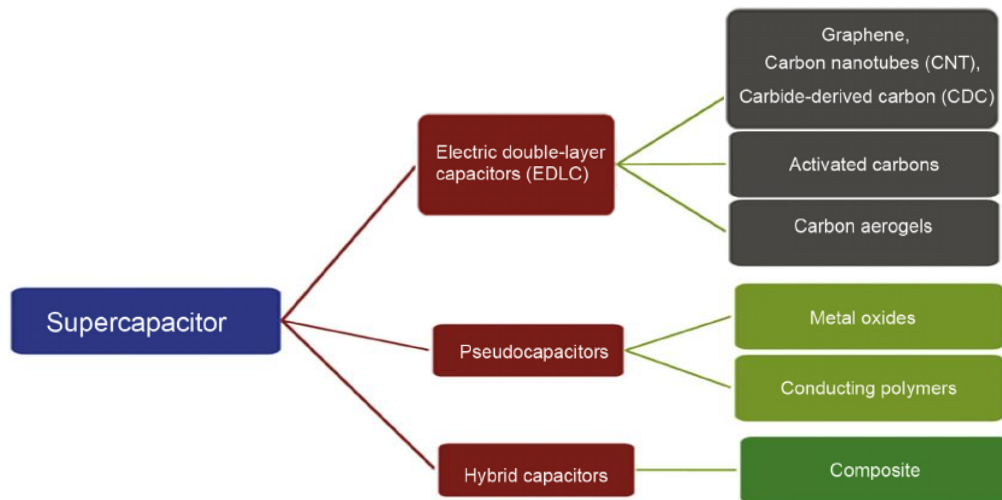 Supercapacitor
Electric double-layer
capacitors (EDLC)
Graphene,
Carbon nanotubes (CNT),
Carbide-derived carbon (CDC)
Activated carbons
Carbon aerogels
Pseudocapacitors
Metal oxides
Conducting polymers
Hybrid capacitors
Composite